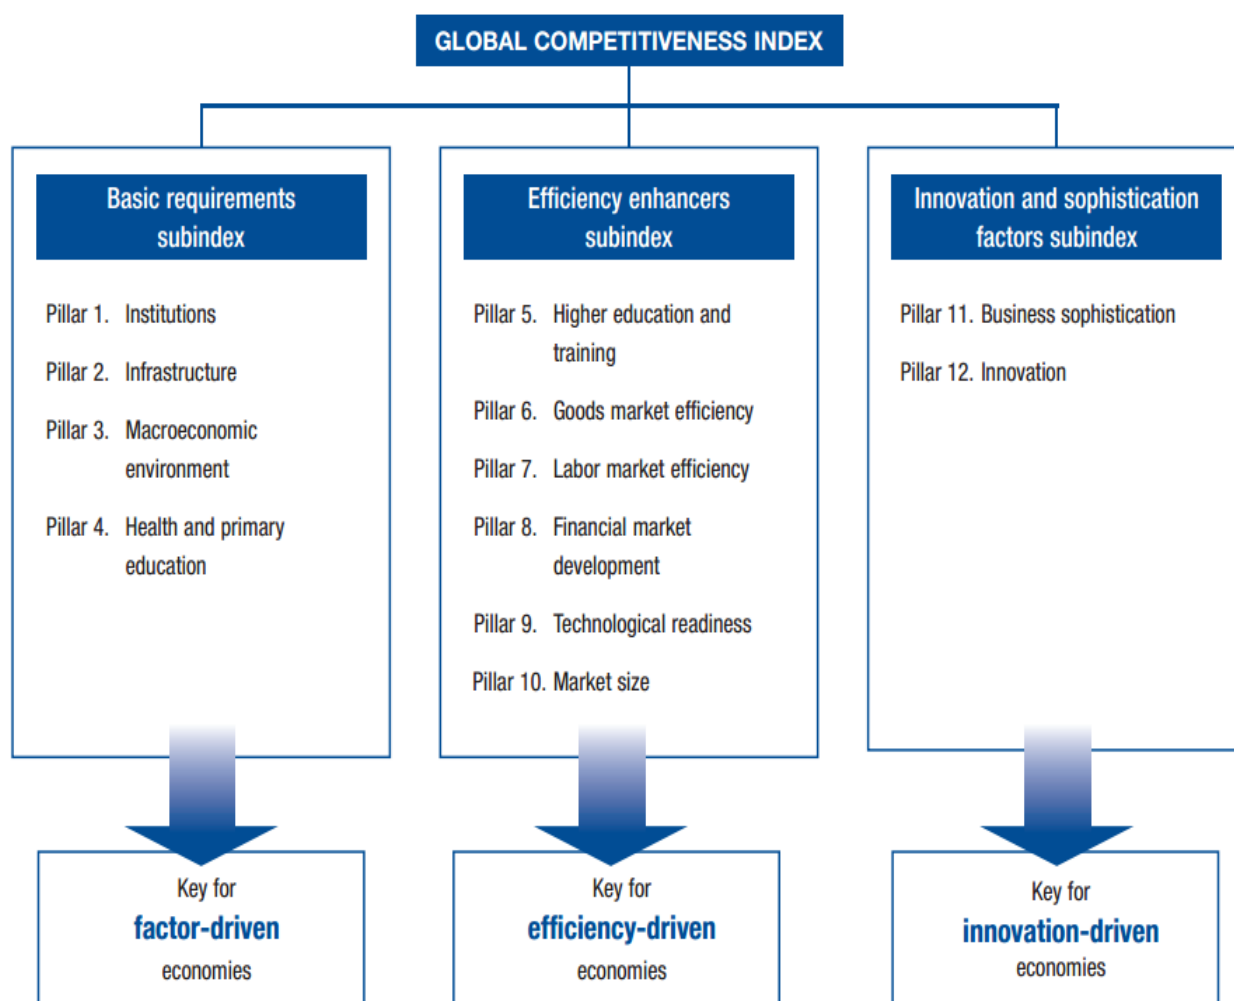 GLOBAL COMPETITIVENESS INDEX
Basic requirements
subindex
Pillar 1. Institutions
Pillar 2. Infrastructure
Pillar 3. Macroeconomic
environment
Pillar 4. Health and primary
education
Key for
factor-driven
economies
Efficiency enhancers
subindex
Pillar 5. Higher education and
training
Pillar 6. Goods market efficiency
Pillar 7. Labor market efficiency
Pillar 8. Financial market
development
Pillar 9. Technological readiness
Pillar 10. Market size
Key for
efficiency-driven
economies
Innovation and sophistication
factors subindex
Pillar 11. Business sophistication
Pillar 12. Innovation
Key for
innovation-driven
economies